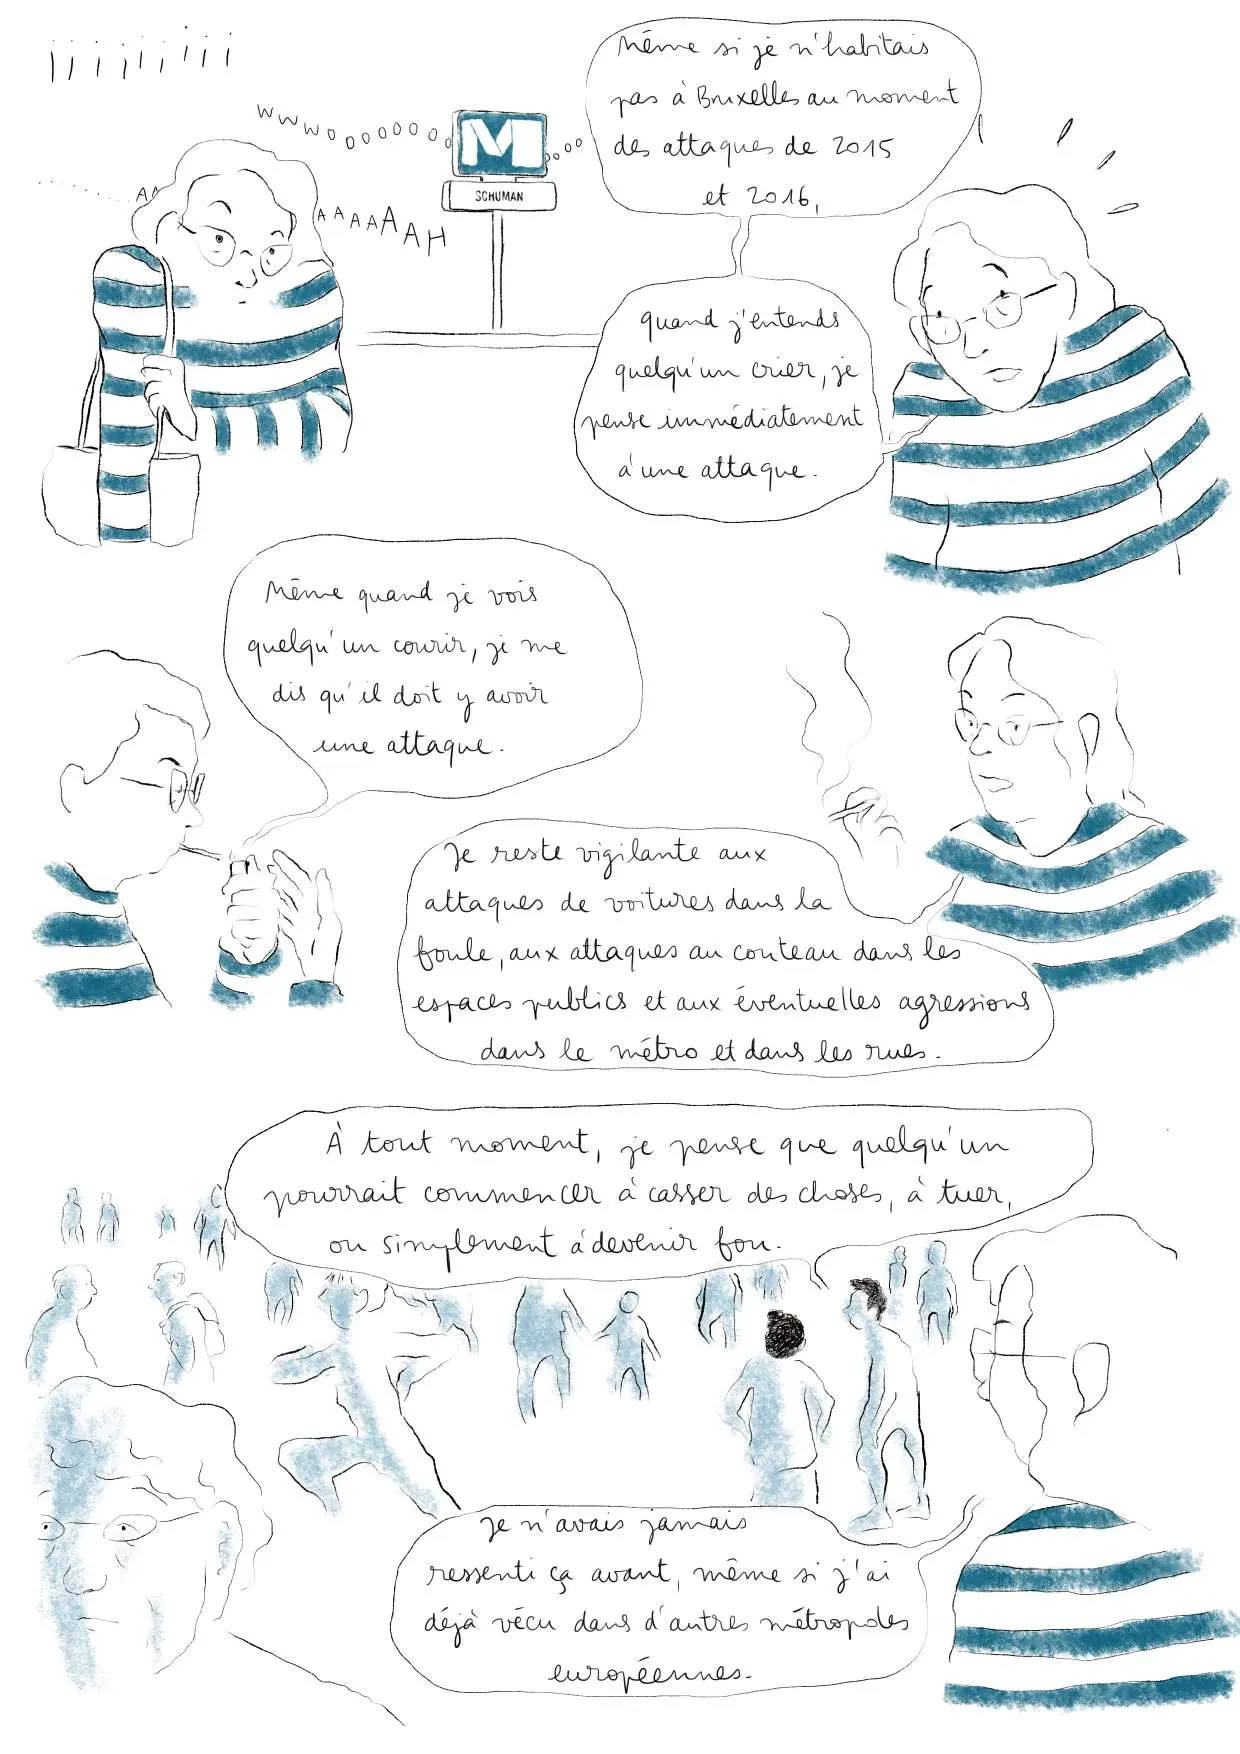 iiiiiiiii
WWWOOOOOOO
M
SCHUMAN
AA
AAAAAAAH
Même si je n'habitais
pas à Bruxelles au moment
des attaques de 2015
et 2016,
quand j'entends
quelqu'un crier, je
pense immédiatement
à une attaque.
Même quand je vois
quelqu'un courir, je me
dis qu'il doit y avoir
une attaque.
Je reste vigilante aux
attaques de voitures dans la
foule, aux attaques au couteau dans les
espaces publics et aux éventuelles agressions
dans le métro et dans les rues.
À tout moment, je pense que quelqu'un
pourrait commencer à casser des choses, à tuer,
ou simplement à devenir fou.
Je n'avais jamais
ressenti ça avant, même si j'ai
déjà vécu dans d'autres métropoles
européennes.